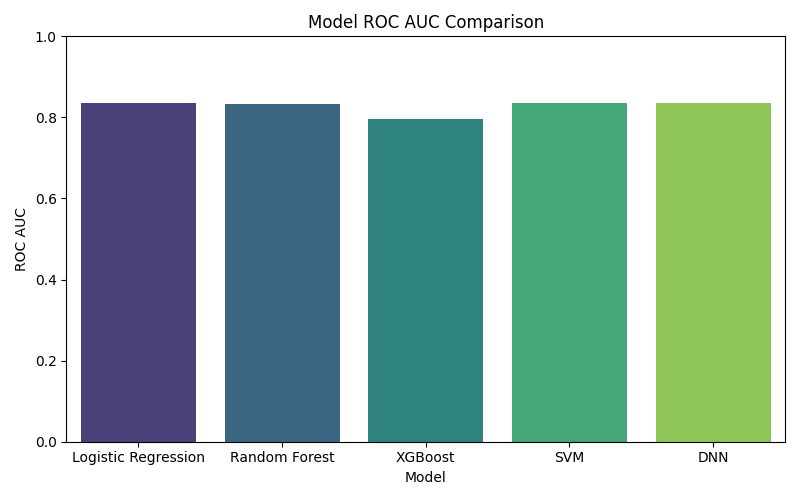 Model ROC AUC Comparison
1.0
0.8
0.6
0.4
0.2
0.0
ROC AUC
Logistic Regression Random Forest XGBoost SVM DNN
Model